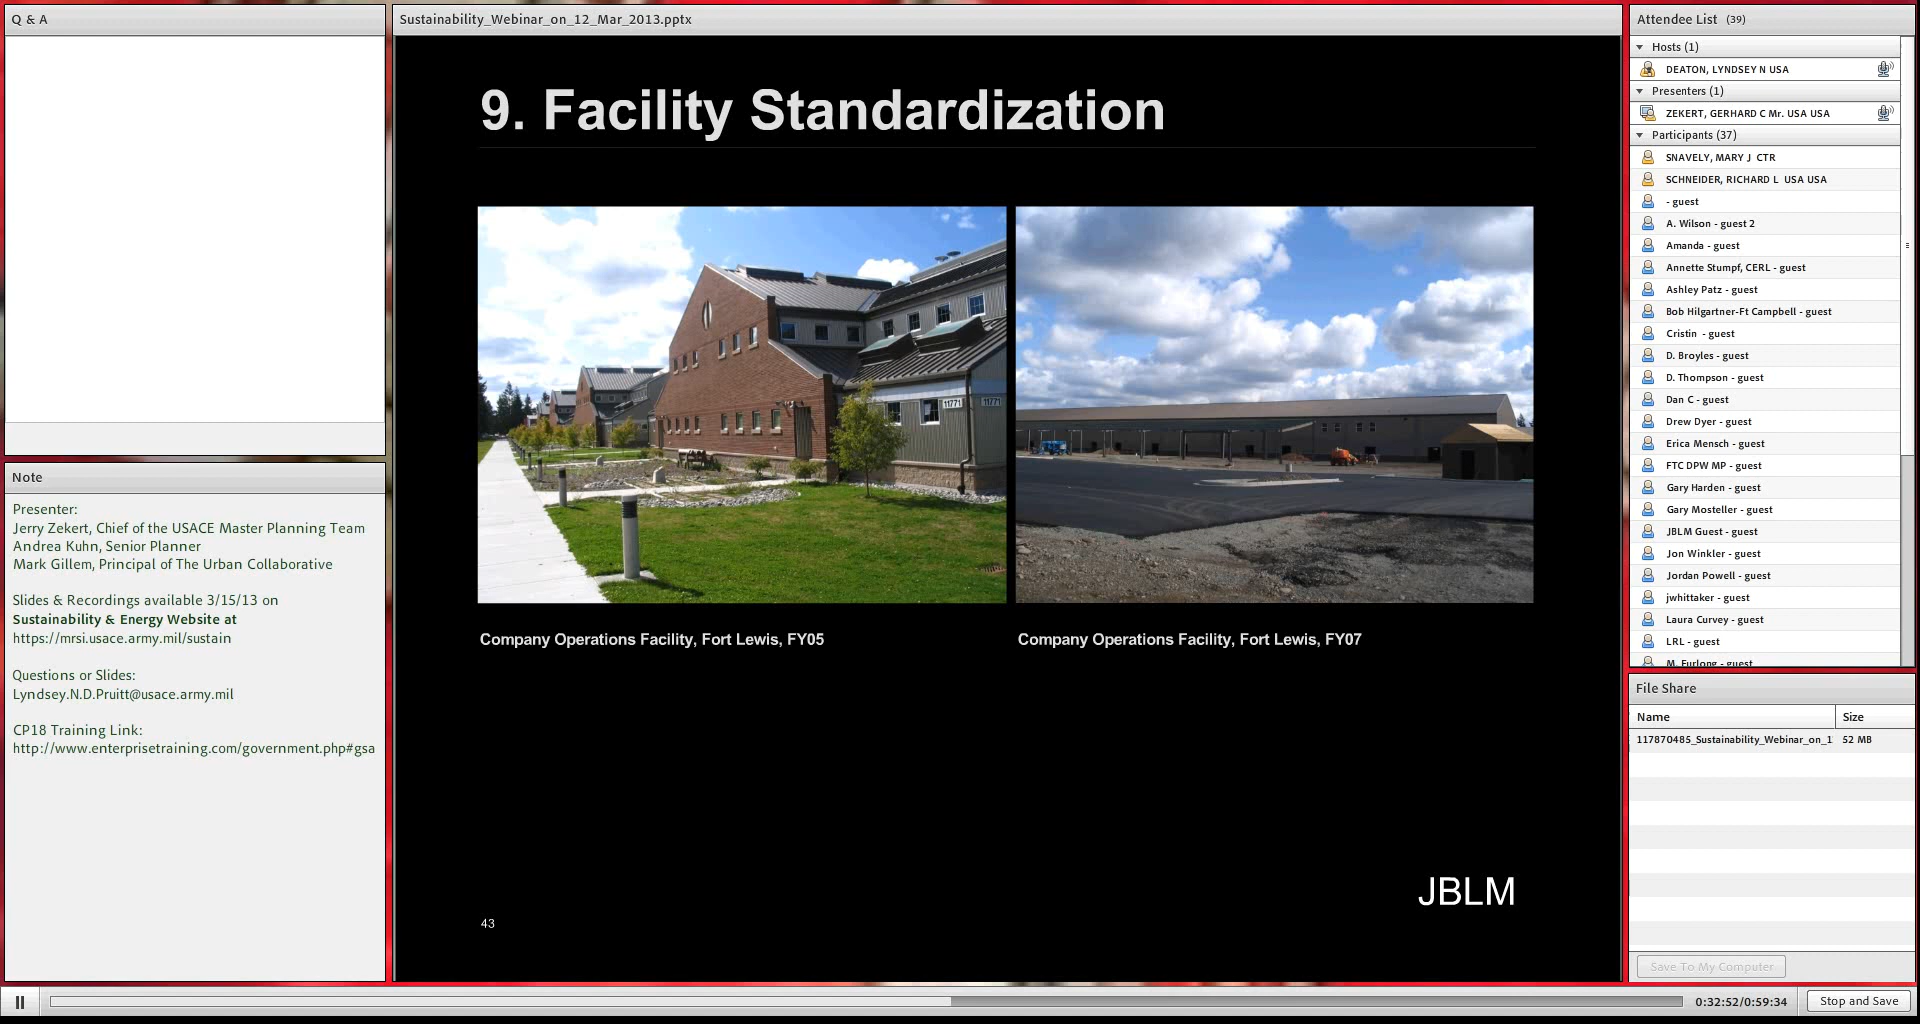 Q & A
Note
Presenter:
Jerry Zekert, Chief of the USACE Master Planning Team
Andrea Kuhn, Senior Planner
Mark Gillem, Principal of The Urban Collaborative
Slides & Recordings available 3/15/13 on
Sustainability & Energy Website at
https://mrsi.usace.army.mil/sustain
Questions or Slides:
Lyndsey.N.D.Pruitt@usace.army.mil
CP18 Training Link:
http://www.enterprisetraining.com/government.php#gsa
Sustainability_Webinar_on_12_Mar_2013.pptx
9. Facility Standardization
11771
11771
Company Operations Facility, Fort Lewis, FY05
Company Operations Facility, Fort Lewis, FY07
JBLM
43
Attendee List (39)
Hosts (1)
DEATON, LYNDSEY N USA
Presenters (1)
ZEKERT, GERHARD C Mr. USA USA
Participants (37)
SNAVELY, MARY J CTR
SCHNEIDER, RICHARD L USA USA
- guest
A. Wilson - guest 2
Amanda - guest
Annette Stumpf, CERL - guest
Ashley Patz - guest
Bob Hilgartner-Ft Campbell - guest
Cristin - guest
D. Broyles - guest
D. Thompson - guest
Dan C - guest
Drew Dyer - guest
Erica Mensch - guest
FTC DPW MP - guest
Gary Harden - guest
Gary Mosteller - guest
JBLM Guest - guest
Jon Winkler - guest
Jordan Powell - guest
jwhittaker - guest
Laura Curvey - guest
LRL - guest
M. Furlong - guest
File Share
Name Size
117870485_Sustainability_Webinar_on_1 52 MB
Save To My Computer
0:32:52/0:59:34
Stop and Save